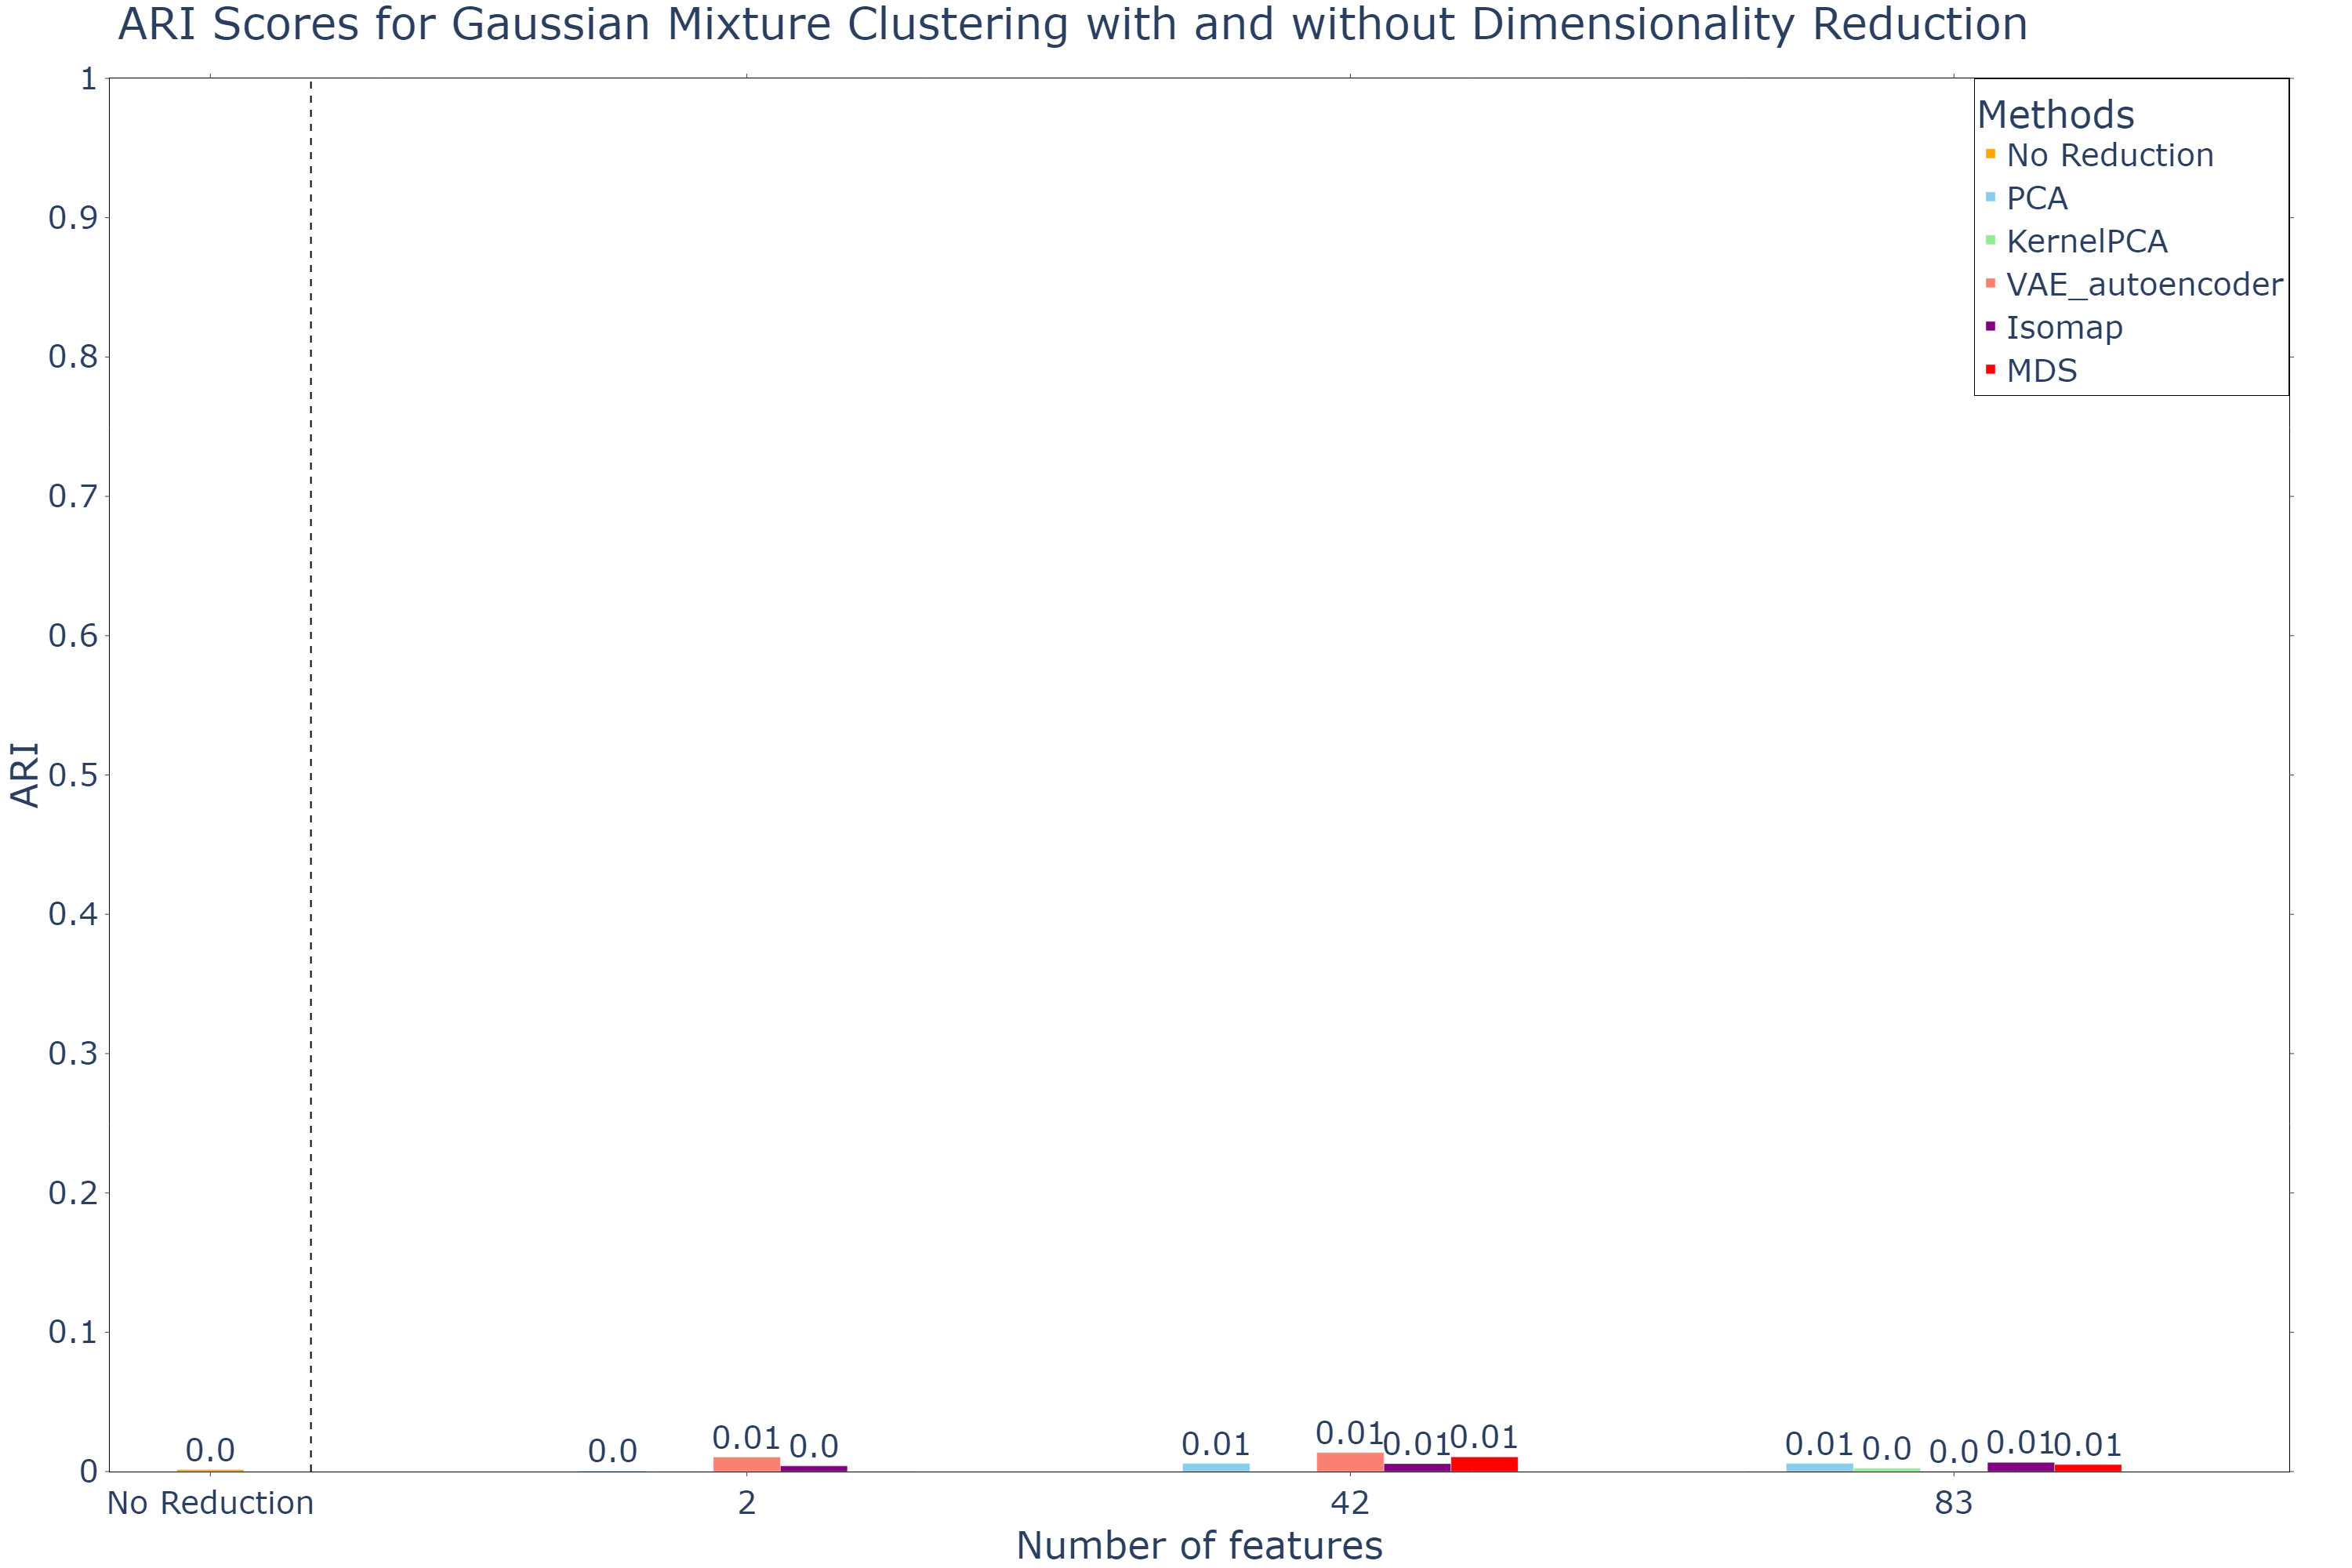 ARI Scores for Gaussian Mixture Clustering with and without Dimensionality Reduction
1
0.9
0.8
0.7
0.6
0.5
0.4
0.3
0.2
0.1
0
ARI
Methods
No Reduction
PCA
KernelPCA
VAE_autoencoder
Isomap
MDS
0.0
0.0
0.01
0.0
0.01
0.01
0.01
0.01
0.01
0.0
0.0
0.01
0.01
No Reduction
2
42
83
Number of features